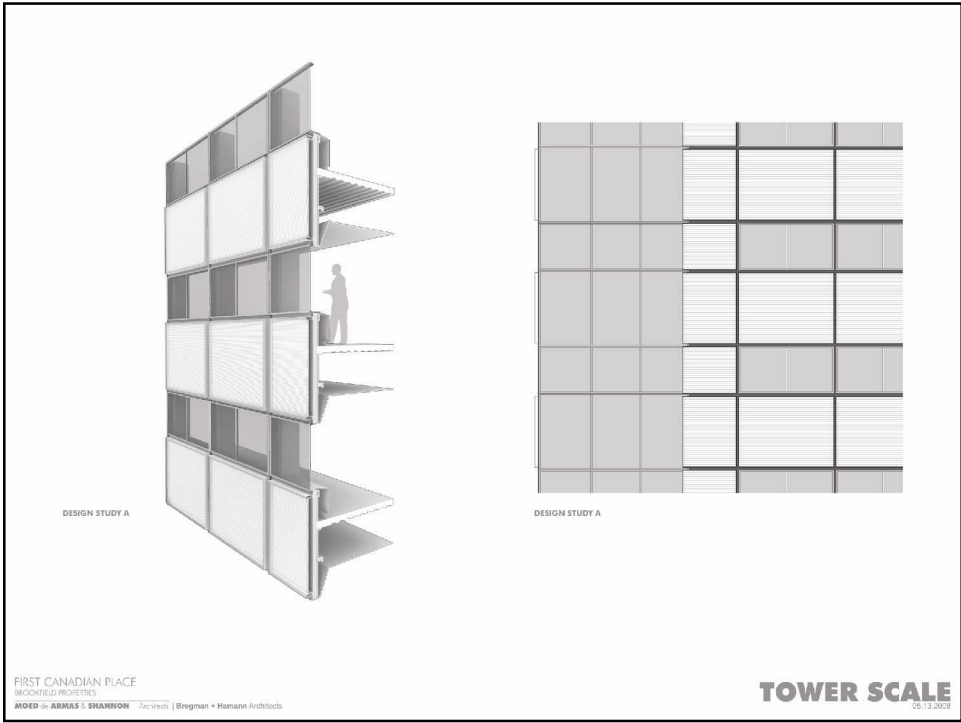 DESIGN STUDY A
DESIGN STUDY A
FIRST CANADIAN PLACE
BROOKFIELD PROPERTIES
MOED de ARMAS & SHANNON Architects | Bregman + Hamann Architects
TOWER SCALE
05.13.2008